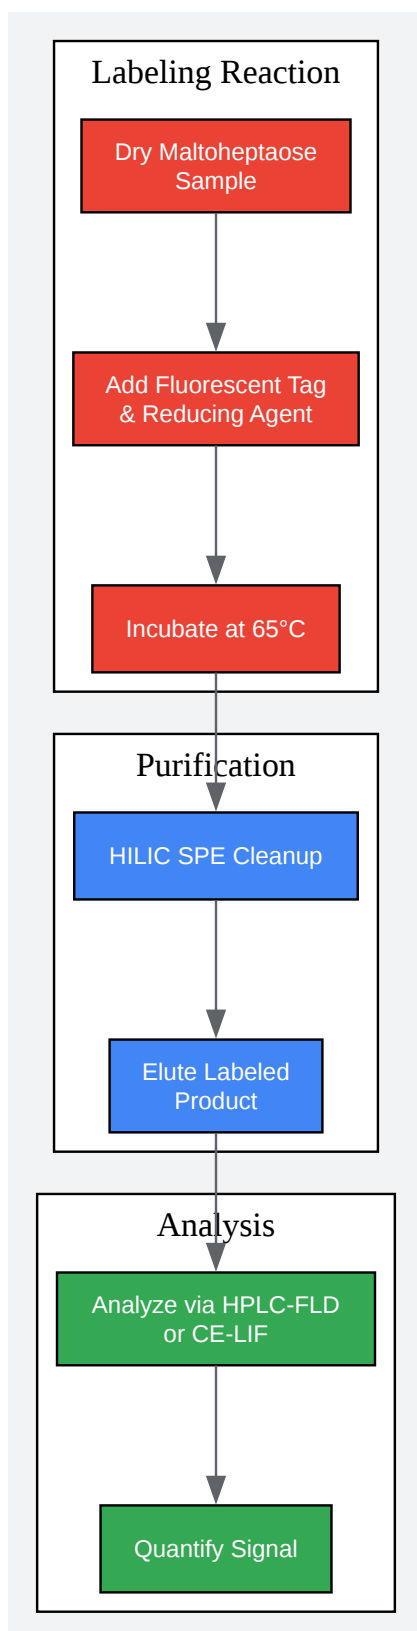 Labeling Reaction
Dry Maltoheptaose
Sample
Add Fluorescent Tag
& Reducing Agent
Incubate at 65°C
Purification
HILIC SPE Cleanup
Elute Labeled
Product
Analysis
Analyze via HPLC-FLD
or CE-LIF
Quantify Signal